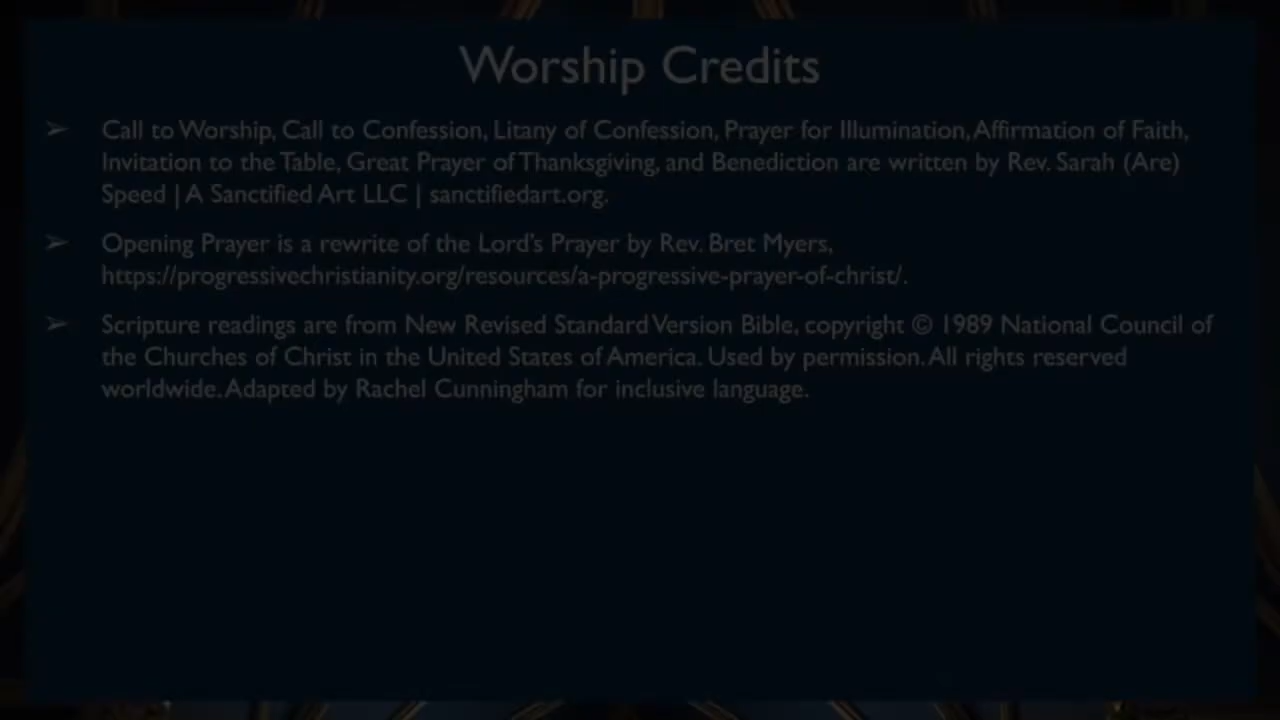 Worship Credits
➢ Call to Worship, Call to Confession, Litany of Confession, Prayer for Illumination, Affirmation of Faith,
Invitation to the Table, Great Prayer of Thanksgiving, and Benediction are written by Rev. Sarah (Are)
Speed | A Sanctified Art LLC | sanctifiedart.org.
➢ Opening Prayer is a rewrite of the Lord's Prayer by Rev. Bret Myers,
https://progressivechristianity.org/resources/a-progressive-prayer-of-christ/.
➢ Scripture readings are from New Revised Standard Version Bible, copyright © 1989 National Council of
the Churches of Christ in the United States of America. Used by permission. All rights reserved
worldwide. Adapted by Rachel Cunningham for inclusive language.